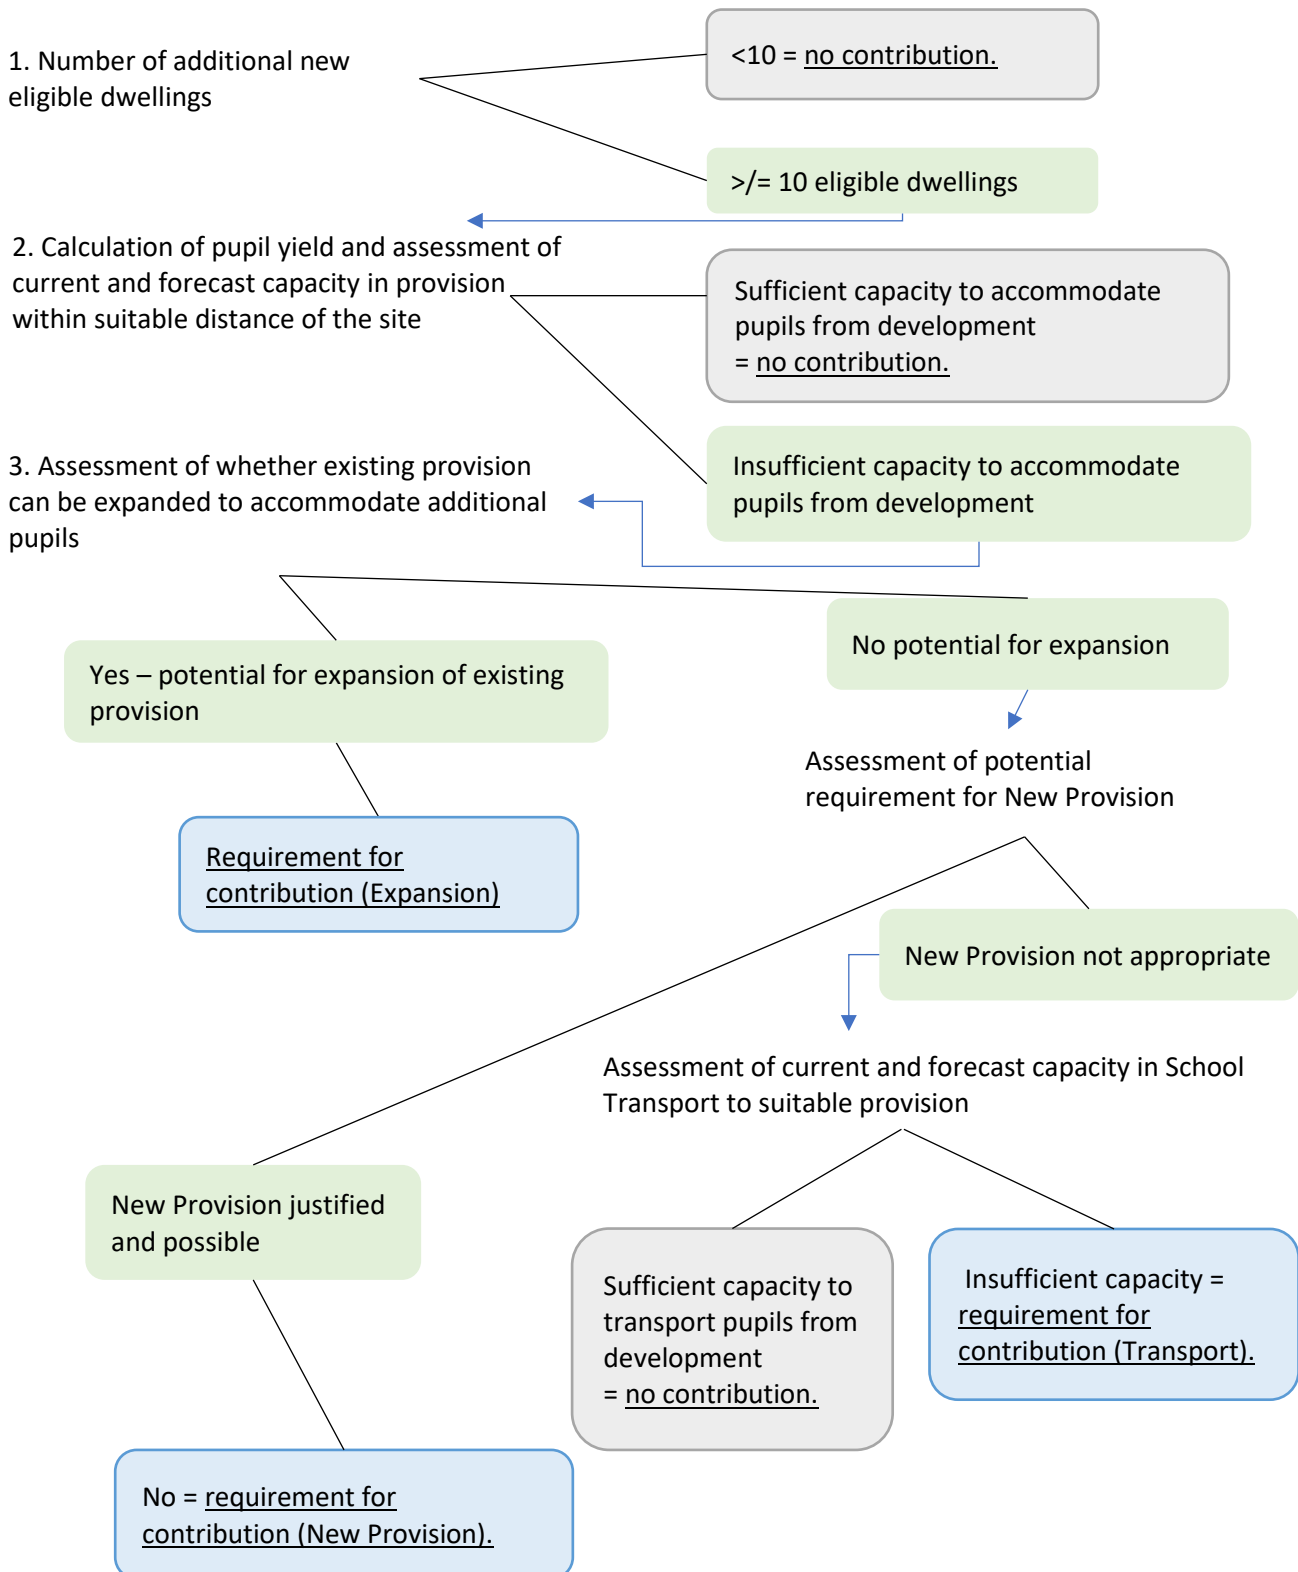 1. Number of additional new
eligible dwellings
<10 = no contribution.
>/= 10 eligible dwellings
2. Calculation of pupil yield and assessment of
current and forecast capacity in provision
within suitable distance of the site
Sufficient capacity to accommodate
pupils from development
= no contribution.
Insufficient capacity to accommodate
pupils from development
3. Assessment of whether existing provision
can be expanded to accommodate additional
pupils
Yes – potential for expansion of existing
provision
No potential for expansion
Requirement for
contribution (Expansion)
Assessment of potential
requirement for New Provision
New Provision not appropriate
Assessment of current and forecast capacity in School
Transport to suitable provision
New Provision justified
and possible
Sufficient capacity to
transport pupils from
development
= no contribution.
Insufficient capacity =
requirement for
contribution (Transport).
No = requirement for
contribution (New Provision).